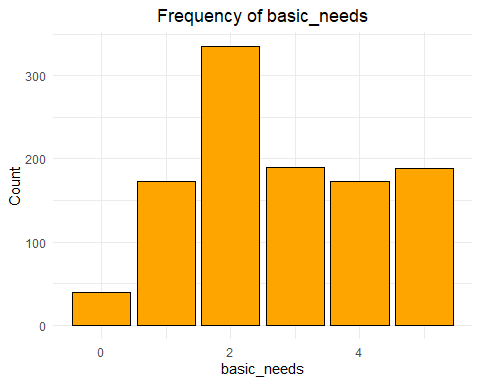 Frequency of basic_needs
300
200
100
0
Count
0 2 4
basic_needs